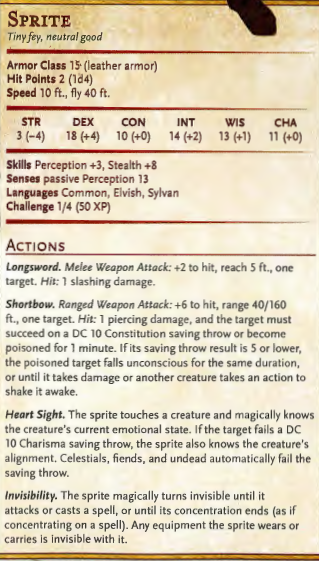 SPRITE
Tiny fey, neutral good
Armor Class 15 (leather armor)
Hit Points 2 (1d4)
Speed 10 ft., fly 40 ft.
STR DEX CON INT WIS CHA
3 (−4) 18 (+4) 10 (+0) 14 (+2) 13 (+1) 11 (+0)
Skills Perception +3, Stealth +8
Senses passive Perception 13
Languages Common, Elvish, Sylvan
Challenge 1/4 (50 XP)
ACTIONS
Longsword. Melee Weapon Attack: +2 to hit, reach 5 ft., one
target. Hit: 1 slashing damage.
Shortbow. Ranged Weapon Attack: +6 to hit, range 40/160
ft., one target. Hit: 1 piercing damage, and the target must
succeed on a DC 10 Constitution saving throw or become
poisoned for 1 minute. If its saving throw result is 5 or lower,
the poisoned target falls unconscious for the same duration,
or until it takes damage or another creature takes an action to
shake it awake.
Heart Sight. The sprite touches a creature and magically knows
the creature's current emotional state. If the target fails a DC
10 Charisma saving throw, the sprite also knows the creature's
alignment. Celestials, fiends, and undead automatically fail the
saving throw.
Invisibility. The sprite magically turns invisible until it
attacks or casts a spell, or until its concentration ends (as if
concentrating on a spell). Any equipment the sprite wears or
carries is invisible with it.